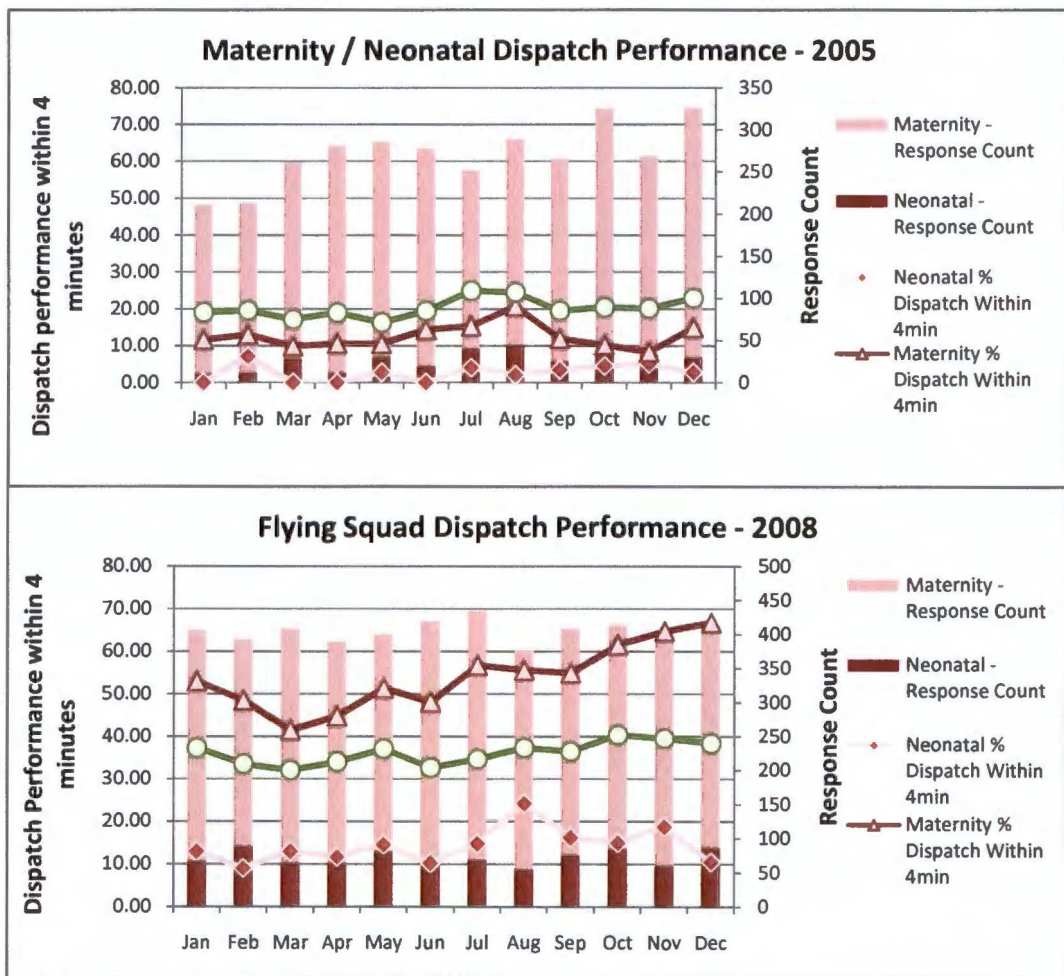 Maternity / Neonatal Dispatch Performance - 2005
Dispatch performance within 4
minutes
80.00
70.00
60.00
50.00
40.00
30.00
20.00
10.00
0.00
Jan Feb Mar Apr May Jun Jul Aug Sep Oct Nov Dec
350
300
250
200
150
100
50
0
Response Count
Maternity -
Response Count
Neonatal -
Response Count
Neonatal %
Dispatch Within
4min
Maternity %
Dispatch Within
4min
Flying Squad Dispatch Performance - 2008
Dispatch Performance within 4
minutes
80.00
70.00
60.00
50.00
40.00
30.00
20.00
10.00
0.00
Jan Feb Mar Apr May Jun Jul Aug Sep Oct Nov Dec
500
450
400
350
300
250
200
150
100
50
0
Response Count
Maternity -
Response Count
Neonatal -
Response Count
Neonatal %
Dispatch Within
4min
Maternity %
Dispatch Within
4min